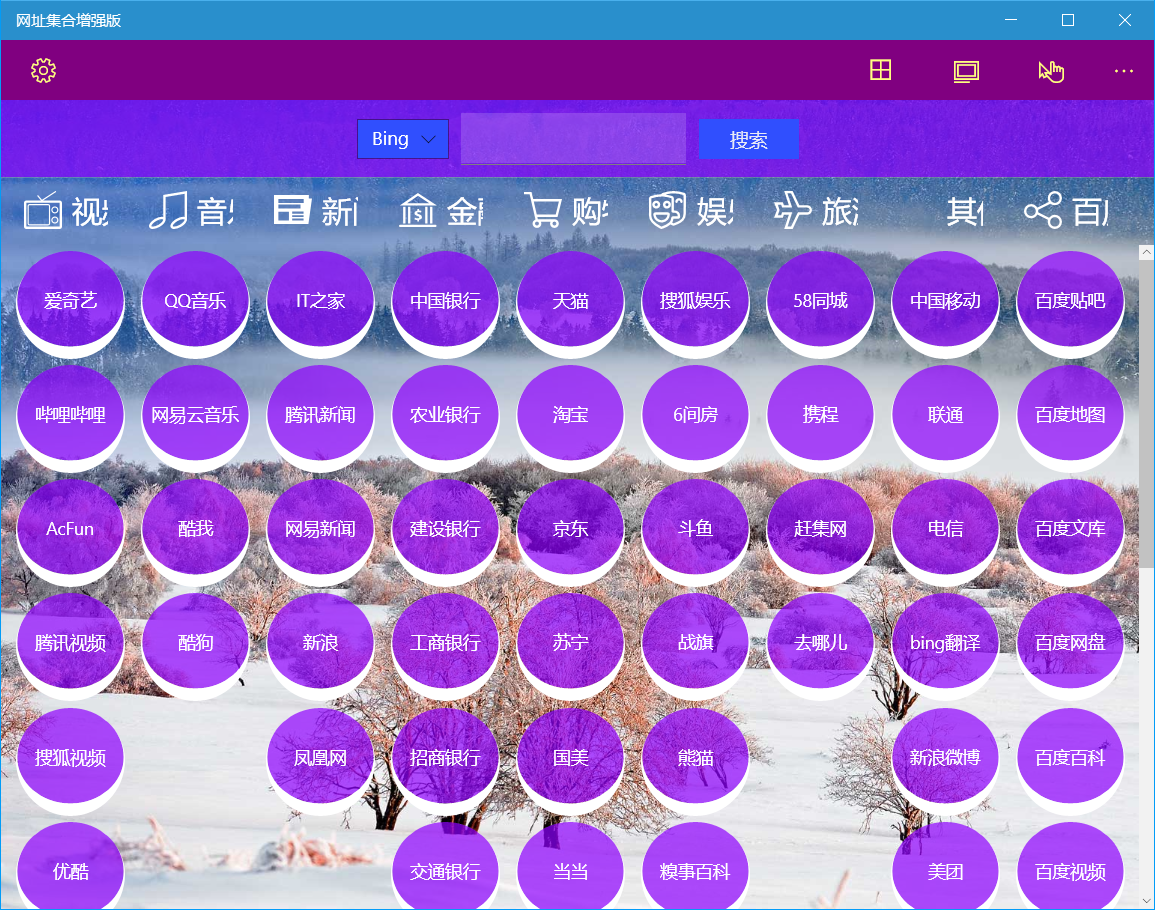 网址集合增强版
Bing 搜索
视 音 新 金 购 娱 旅 其 百
爱奇艺 QQ音乐 IT之家 中国银行 天猫 搜狐娱乐 58同城 中国移动 百度贴吧
哔哩哔哩 网易云音乐 腾讯新闻 农业银行 淘宝 6间房 携程 联通 百度地图
AcFun 酷我 网易新闻 建设银行 京东 斗鱼 赶集网 电信 百度文库
腾讯视频 酷狗 新浪 工商银行 苏宁 战旗 去哪儿 bing翻译 百度网盘
搜狐视频 凤凰网 招商银行 国美 熊猫 新浪微博 百度百科
优酷 交通银行 当当 糗事百科 美团 百度视频